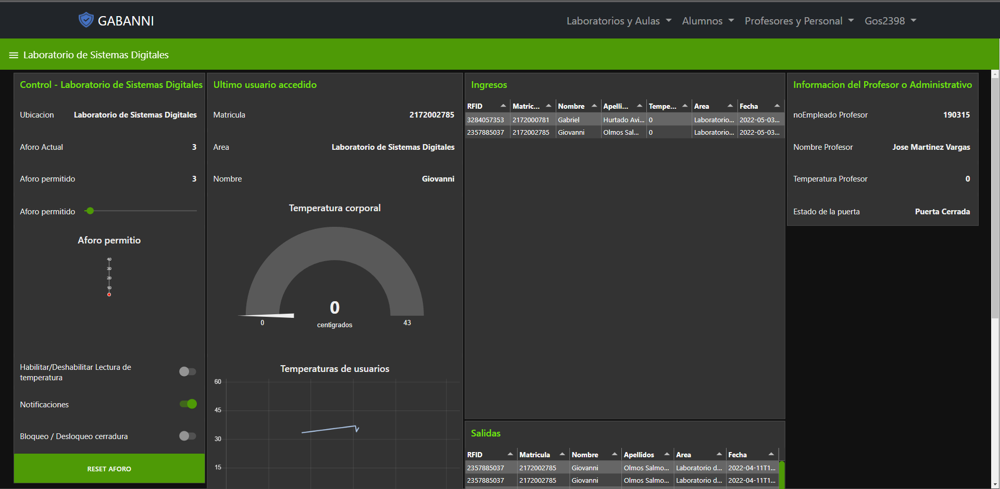 GABANNI
Laboratorios y Aulas
Alumnos
Profesores y Personal
Gos2398
Laboratorio de Sistemas Digitales
Control - Laboratorio de Sistemas Digitales
Ubicacion Laboratorio de Sistemas Digitales
Aforo Actual 3
Aforo permitido 3
Aforo permitido
Aforo permitio
40
30
20
10
Habilitar/Deshabilitar Lectura de
temperatura
Notificaciones
Bloqueo / Desloqueo cerradura
RESET AFORO
Ultimo usuario accedido
Matricula 2172002785
Area Laboratorio de Sistemas Digitales
Nombre Giovanni
Temperatura corporal
0
centigrados
0 43
Temperaturas de usuarios
60
45
30
15
Ingresos
RFID Matric... Nombre Apelli... Tempe... Area Fecha
3284057353 2172000781 Gabriel Hurtado Avi... 0 Laboratorio... 2022-05-03...
2357885037 2172002785 Giovanni Olmos Sal... 0 Laboratorio... 2022-05-03...
Salidas
RFID Matricula Nombre Apellidos Area Fecha
2357885037 2172002785 Giovanni Olmos Salmo... Laboratorio d... 2022-04-11T1...
2357885037 2172002785 Giovanni Olmos Salmo... Laboratorio d... 2022-04-11T1...
Informacion del Profesor o Administrativo
noEmpleado Profesor 190315
Nombre Profesor Jose Martinez Vargas
Temperatura Profesor 0
Estado de la puerta Puerta Cerrada